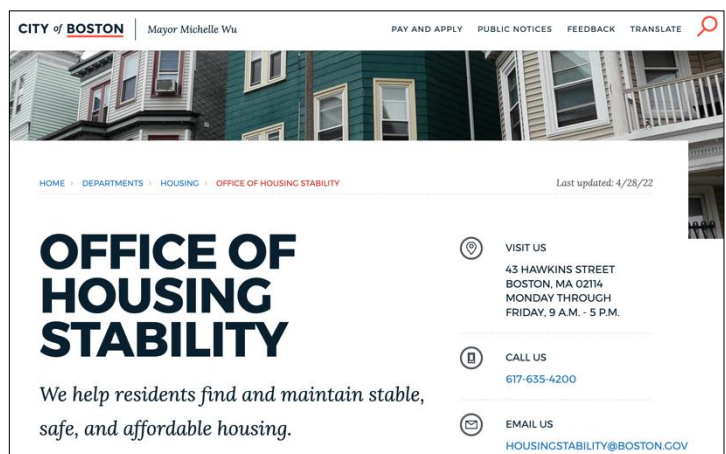 CITY of BOSTON
Mayor Michelle Wu
PAY AND APPLY PUBLIC NOTICES FEEDBACK TRANSLATE
HOME › DEPARTMENTS › HOUSING › OFFICE OF HOUSING STABILITY
Last updated: 4/28/22
OFFICE OF
HOUSING
STABILITY
We help residents find and maintain stable,
safe, and affordable housing.
VISIT US
43 HAWKINS STREET
BOSTON, MA 02114
MONDAY THROUGH
FRIDAY, 9 A.M. - 5 P.M.
CALL US
617-635-4200
EMAIL US
HOUSINGSTABILITY@BOSTON.GOV